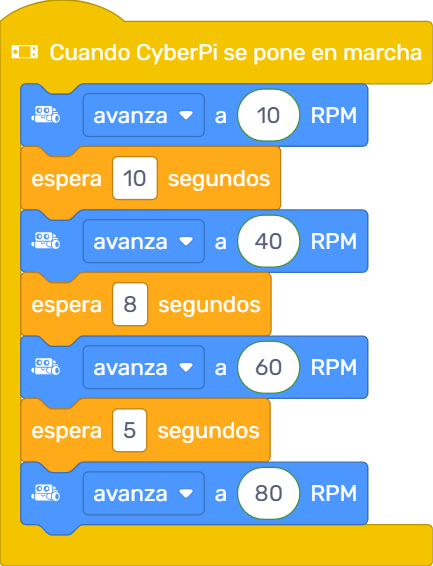 Cuando CyberPi se pone en marcha
avanza a 10 RPM
espera 10 segundos
avanza a 40 RPM
espera 8 segundos
avanza a 60 RPM
espera 5 segundos
avanza a 80 RPM